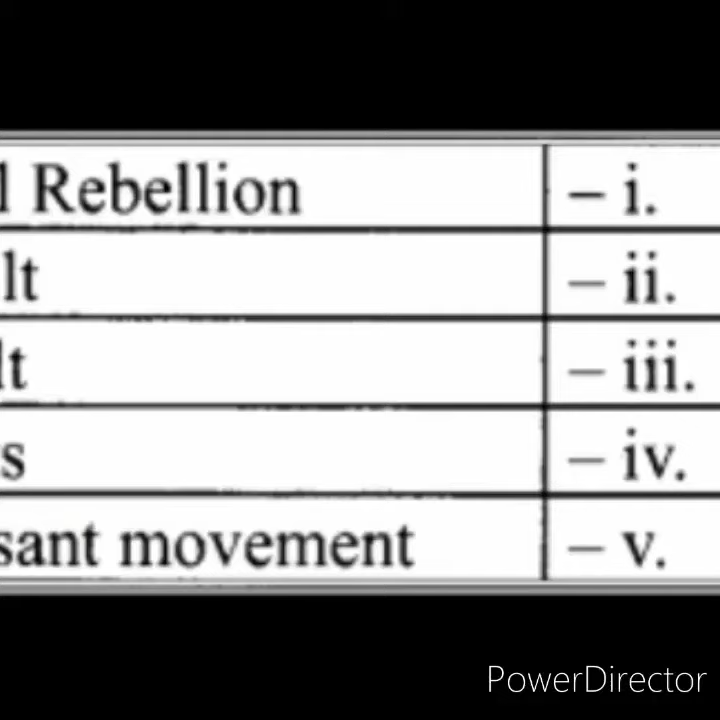 l Rebellion – i.
lt – ii.
lt – iii.
s – iv.
sant movement – v.
PowerDirector